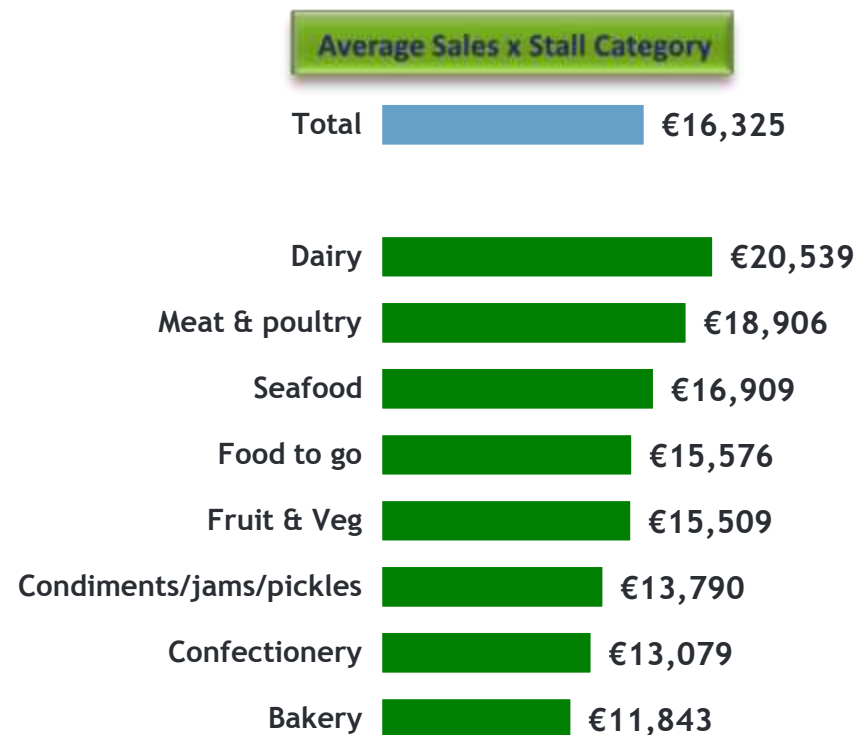 Average Sales x Stall Category
Total €16,325
Dairy €20,539
Meat & poultry €18,906
Seafood €16,909
Food to go €15,576
Fruit & Veg €15,509
Condiments/jams/pickles €13,790
Confectionery €13,079
Bakery €11,843